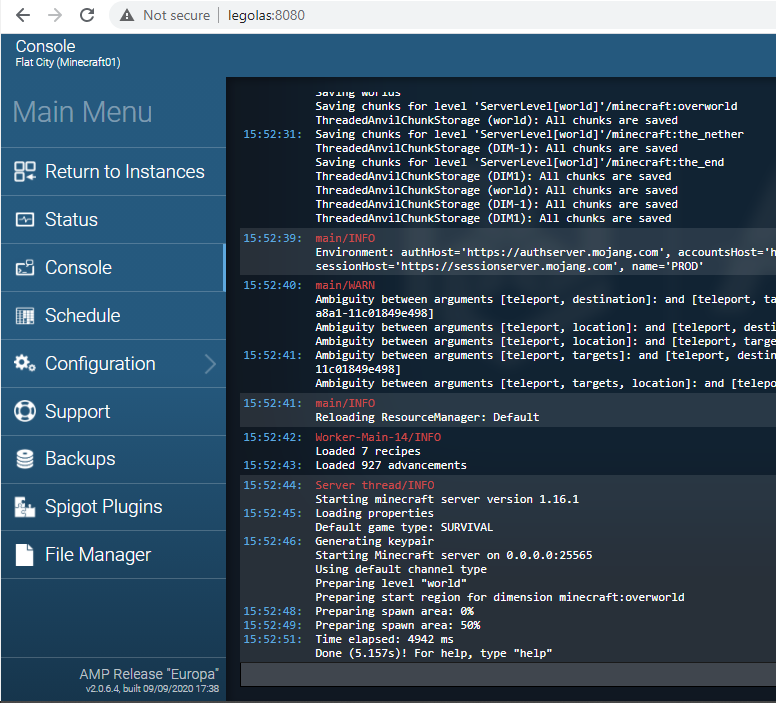 Not secure | legolas:8080
Console
Flat City (Minecraft01)
Main Menu
Return to Instances
Status
Console
Schedule
Configuration
Support
Backups
Spigot Plugins
File Manager
AMP Release "Europa"
v2.0.6.4, built 09/09/2020 17:38
Saving worlds
Saving chunks for level 'ServerLevel[world]'/minecraft:overworld
ThreadedAnvilChunkStorage (world): All chunks are saved
15:52:31: Saving chunks for level 'ServerLevel[world]'/minecraft:the_nether
ThreadedAnvilChunkStorage (DIM-1): All chunks are saved
Saving chunks for level 'ServerLevel[world]'/minecraft:the_end
ThreadedAnvilChunkStorage (DIM1): All chunks are saved
ThreadedAnvilChunkStorage (world): All chunks are saved
ThreadedAnvilChunkStorage (DIM-1): All chunks are saved
ThreadedAnvilChunkStorage (DIM1): All chunks are saved
15:52:39: main/INFO
Environment: authHost='https://authserver.mojang.com', accountsHost='h
sessionHost='https://sessionserver.mojang.com', name='PROD'
15:52:40: main/WARN
Ambiguity between arguments [teleport, destination]: and [teleport, ta
a8a1-11c01849e498]
Ambiguity between arguments [teleport, location]: and [teleport, desti
Ambiguity between arguments [teleport, location]: and [teleport, targe
15:52:41: Ambiguity between arguments [teleport, targets]: and [teleport, destin
11c01849e498]
Ambiguity between arguments [teleport, targets, location]: and [telepo
15:52:41: main/INFO
Reloading ResourceManager: Default
15:52:42: Worker-Main-14/INFO
Loaded 7 recipes
15:52:43: Loaded 927 advancements
15:52:44: Server thread/INFO
Starting minecraft server version 1.16.1
15:52:45: Loading properties
Default game type: SURVIVAL
15:52:46: Generating keypair
Starting Minecraft server on 0.0.0.0:25565
Using default channel type
Preparing level "world"
Preparing start region for dimension minecraft:overworld
15:52:48: Preparing spawn area: 0%
15:52:49: Preparing spawn area: 50%
15:52:51: Time elapsed: 4942 ms
Done (5.157s)! For help, type "help"